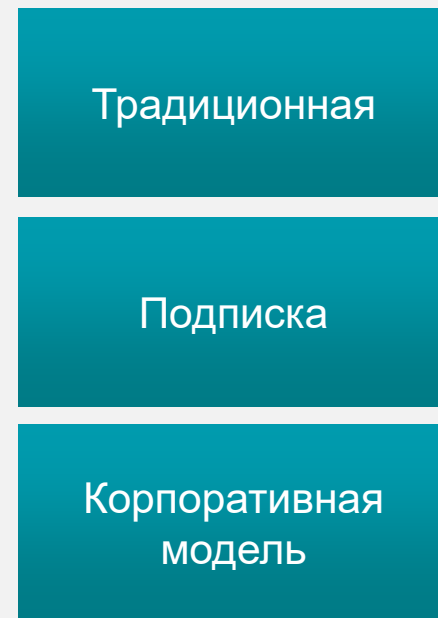 Традиционная
Подписка
Корпоративная
модель